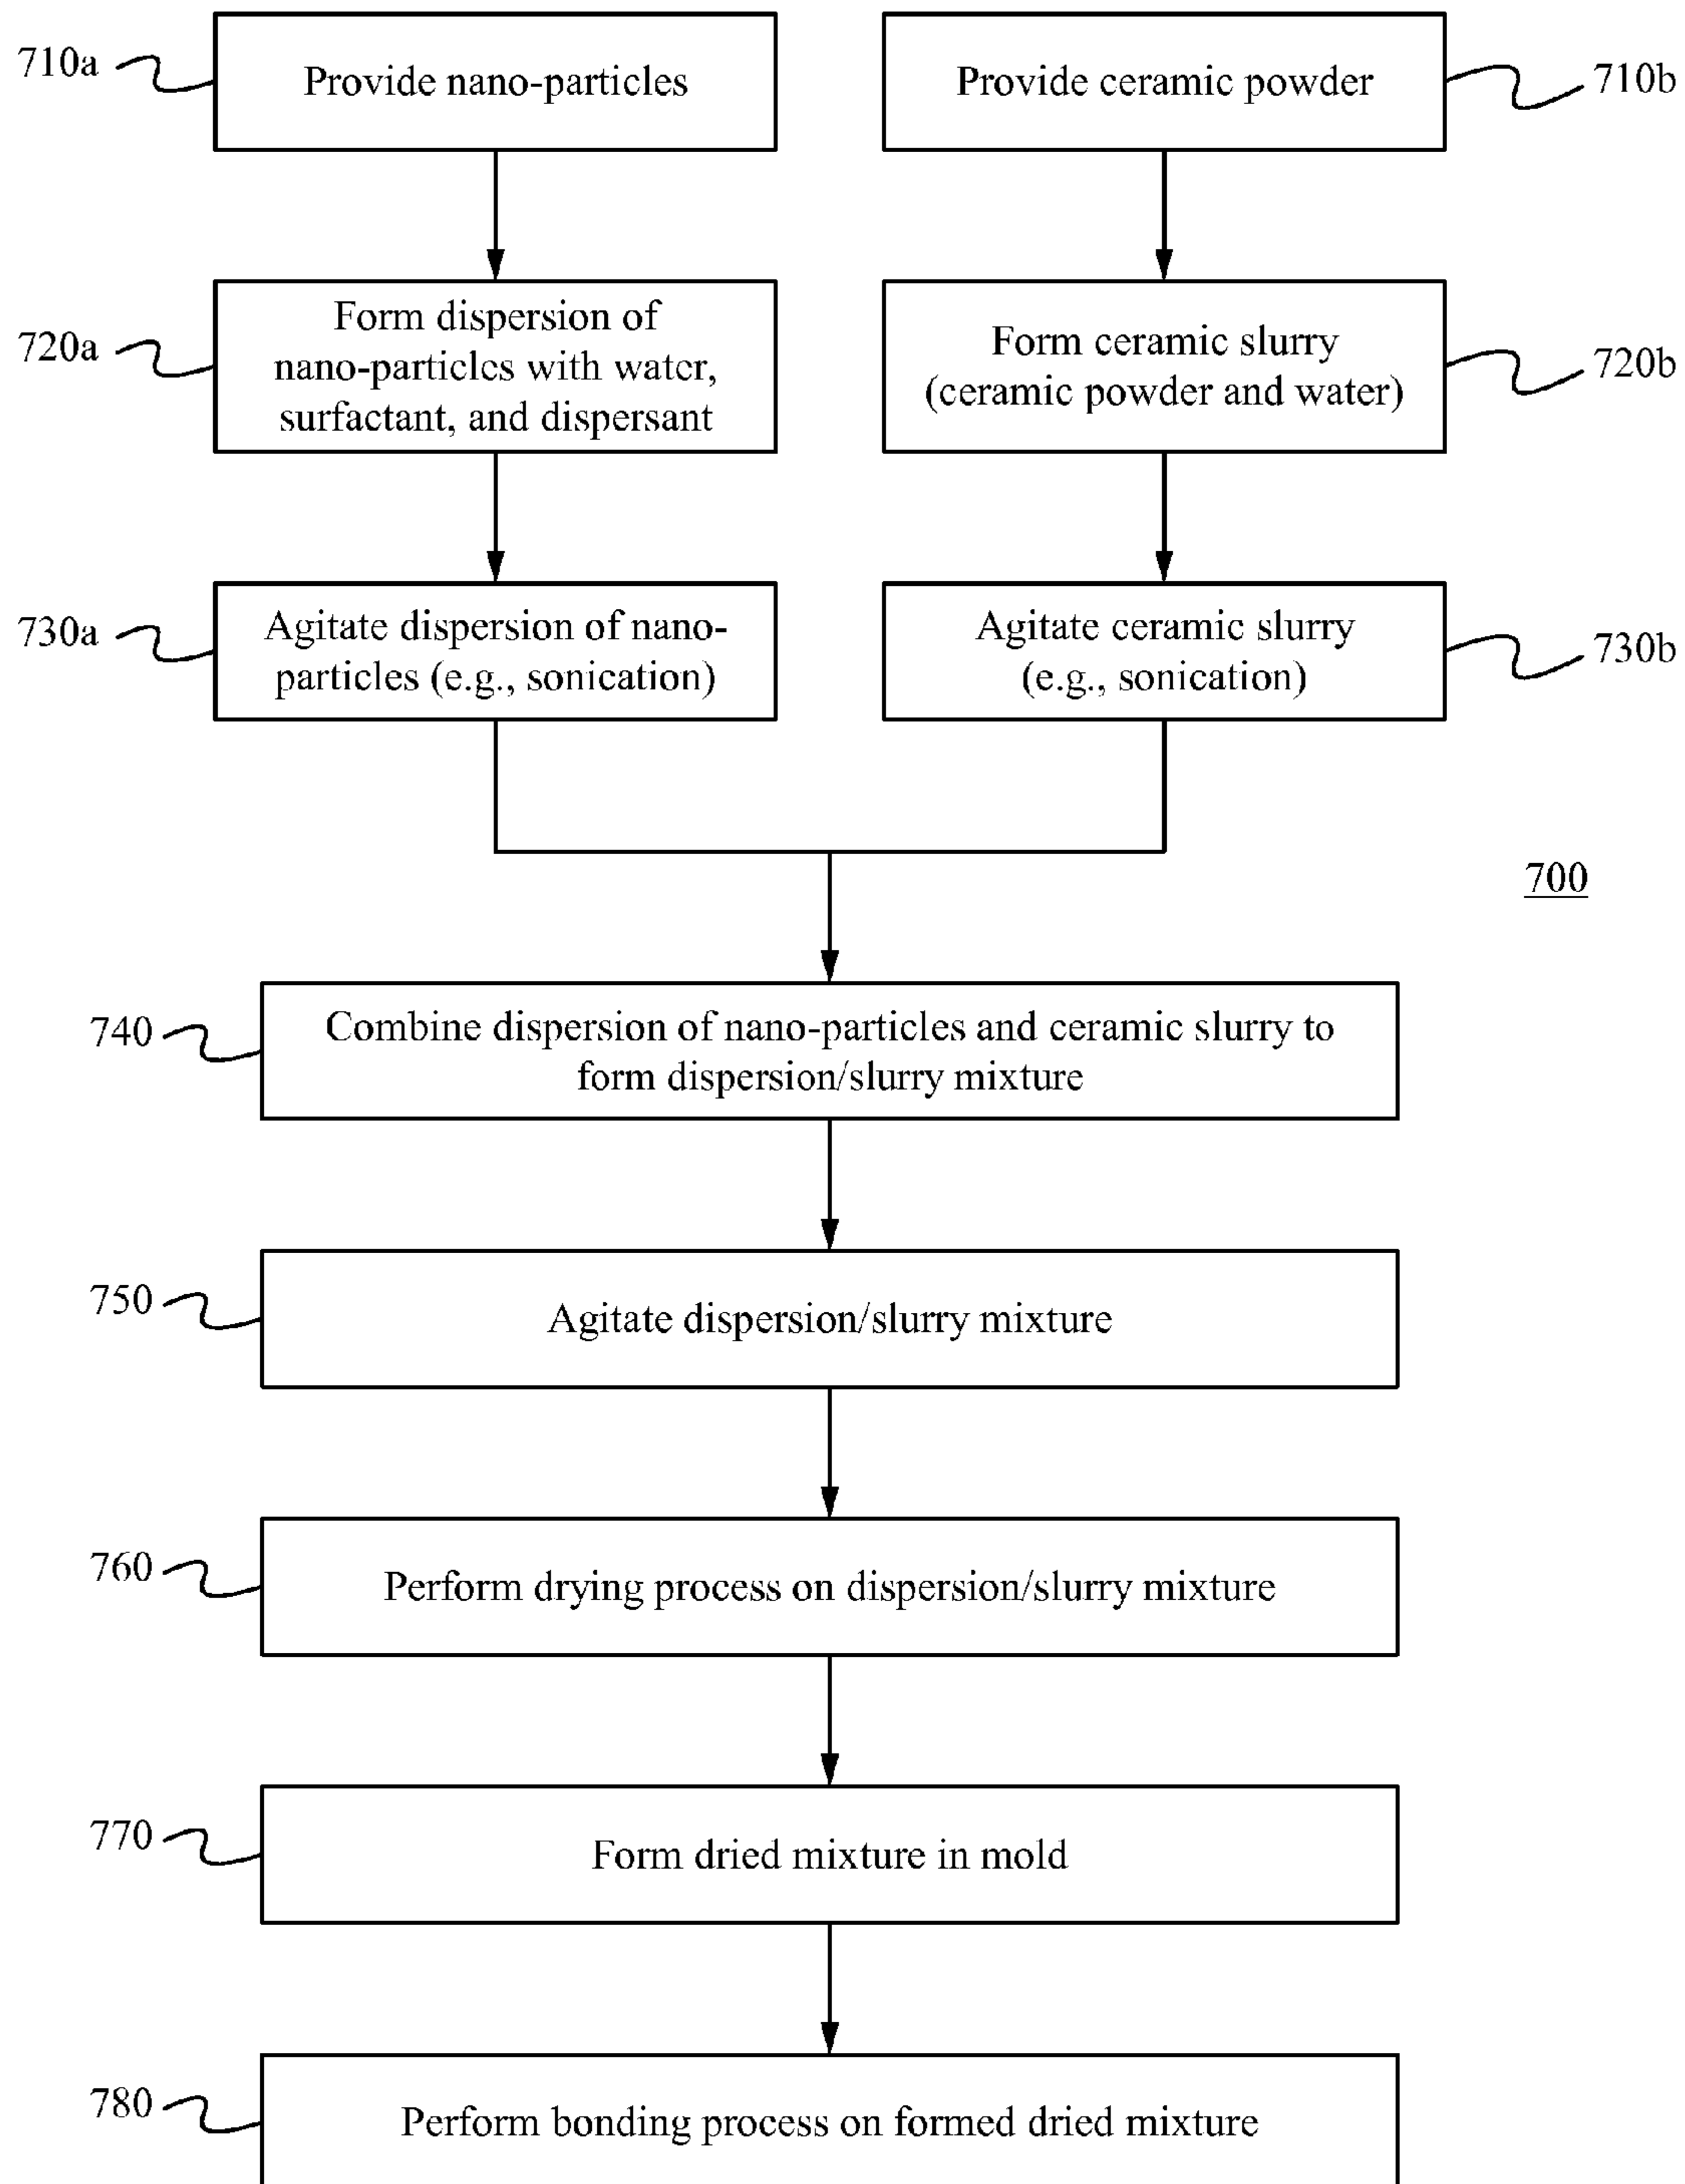 710a
Provide nano-particles
Provide ceramic powder
710b
720a
Form dispersion of
nano-particles with water,
surfactant, and dispersant
Form ceramic slurry
(ceramic powder and water)
720b
730a
Agitate dispersion of nano-
particles (e.g., sonication)
Agitate ceramic slurry
(e.g., sonication)
730b
700
740
Combine dispersion of nano-particles and ceramic slurry to
form dispersion/slurry mixture
750
Agitate dispersion/slurry mixture
760
Perform drying process on dispersion/slurry mixture
770
Form dried mixture in mold
780
Perform bonding process on formed dried mixture